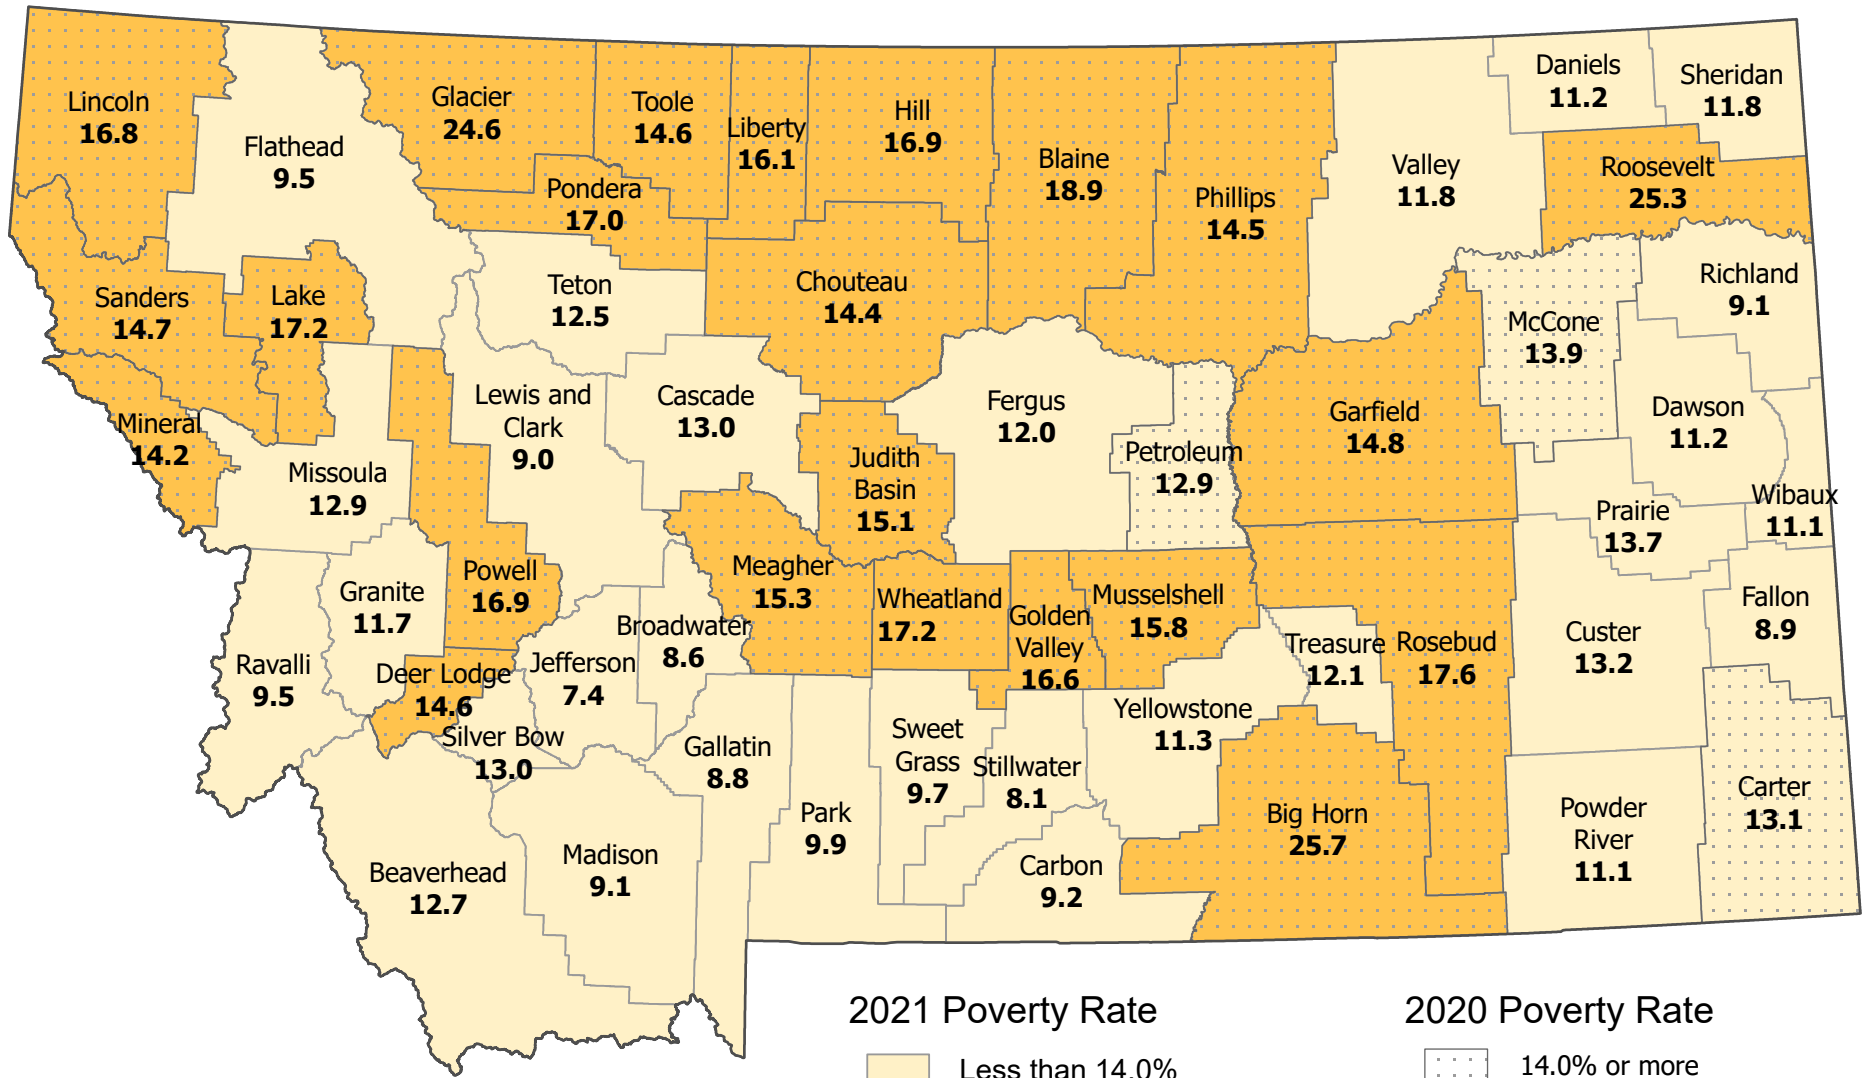 Lincoln
16.8
Flathead
9.5
Glacier
24.6
Toole
14.6
Liberty
16.1
Hill
16.9
Blaine
18.9
Phillips
14.5
Valley
11.8
Daniels
11.2
Sheridan
11.8
Roosevelt
25.3
Pondera
17.0
Sanders
14.7
Lake
17.2
Teton
12.5
Chouteau
14.4
McCone
13.9
Richland
9.1
Mineral
14.2
Missoula
12.9
Lewis and
Clark
9.0
Cascade
13.0
Judith
Basin
15.1
Fergus
12.0
Petroleum
12.9
Garfield
14.8
Dawson
11.2
Prairie
13.7
Wibaux
11.1
Ravalli
9.5
Granite
11.7
Powell
16.9
Deer Lodge
14.6
Silver Bow
13.0
Jefferson
7.4
Broadwater
8.6
Meagher
15.3
Wheatland
17.2
Golden
Valley
16.6
Musselshell
15.8
Treasure
12.1
Rosebud
17.6
Custer
13.2
Fallon
8.9
Beaverhead
12.7
Madison
9.1
Gallatin
8.8
Park
9.9
Sweet
Grass
9.7
Stillwater
8.1
Yellowstone
11.3
Carbon
9.2
Big Horn
25.7
Powder
River
11.1
Carter
13.1
2021 Poverty Rate
Less than 14.0%
2020 Poverty Rate
14.0% or more